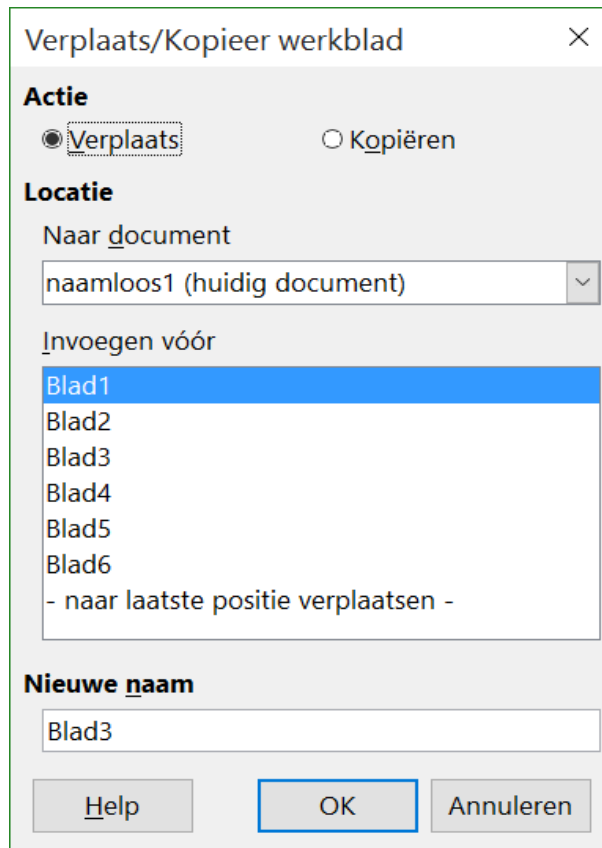 Verplaats/Kopieer werkblad
Actie
Verplaats Kopiëren
Locatie
Naar document
naamloos1 (huidig document)
Invoegen vóór
Blad1
Blad2
Blad3
Blad4
Blad5
Blad6
- naar laatste positie verplaatsen -
Nieuwe naam
Blad3
Help OK Annuleren